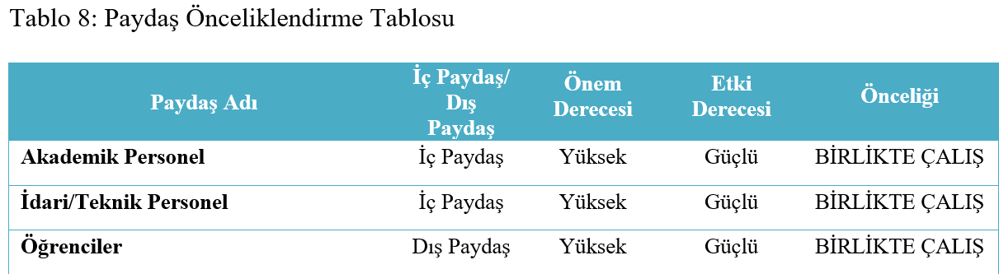 Tablo 8: Paydaş Önceliklendirme Tablosu
Paydaş Adı
İç Paydaş/
Dış
Paydaş
Önem
Derecesi
Etki
Derecesi
Önceliği
Akademik Personel İç Paydaş Yüksek Güçlü BİRLİKTE ÇALIŞ
İdari/Teknik Personel İç Paydaş Yüksek Güçlü BİRLİKTE ÇALIŞ
Öğrenciler Dış Paydaş Yüksek Güçlü BİRLİKTE ÇALIŞ